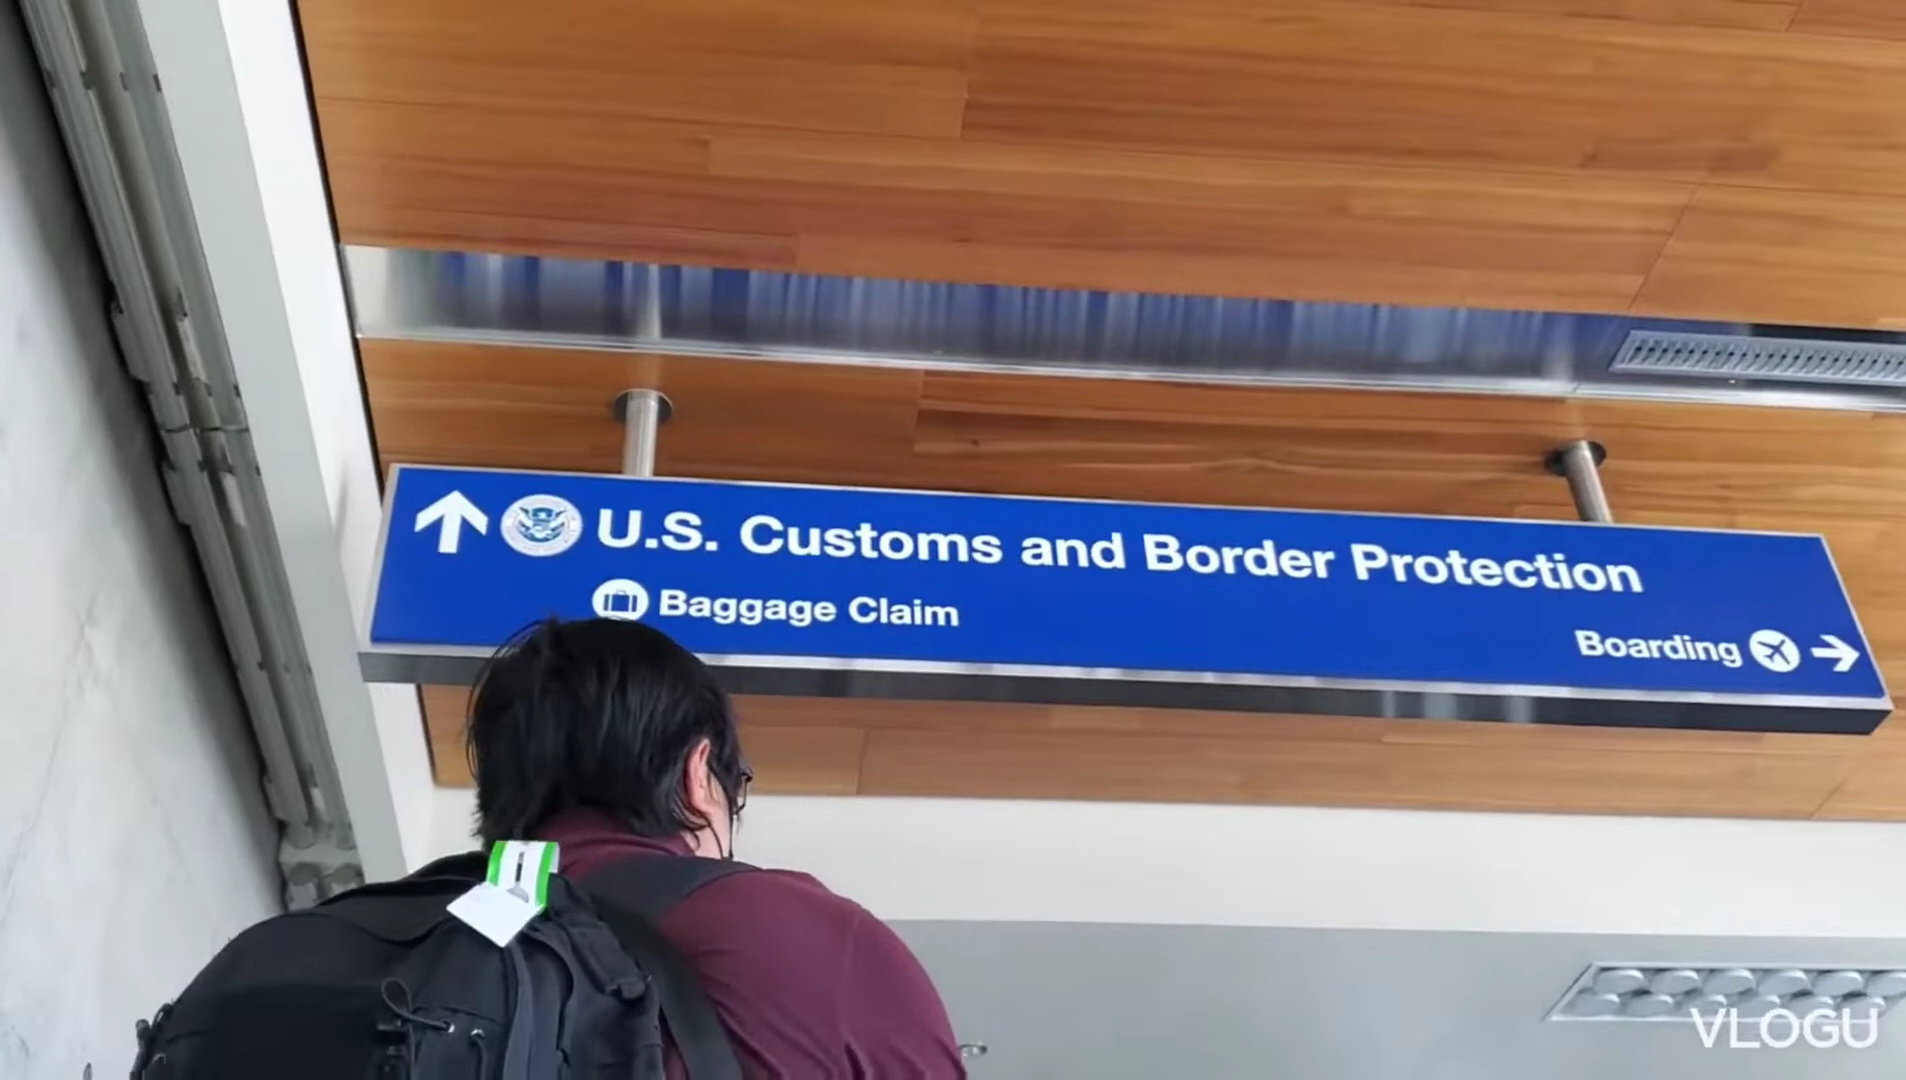 U.S. Customs and Border Protection
Baggage Claim
Boarding
VLOGU